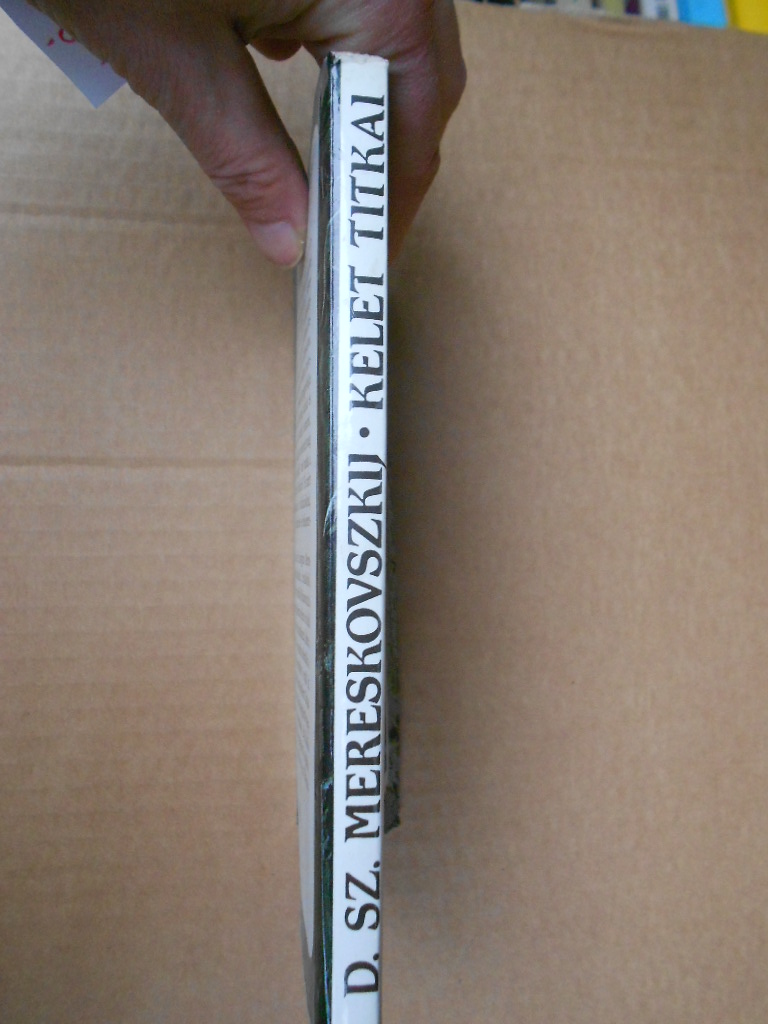 D. SZ. MERESKOVSZKIJ • KELET TITKAI